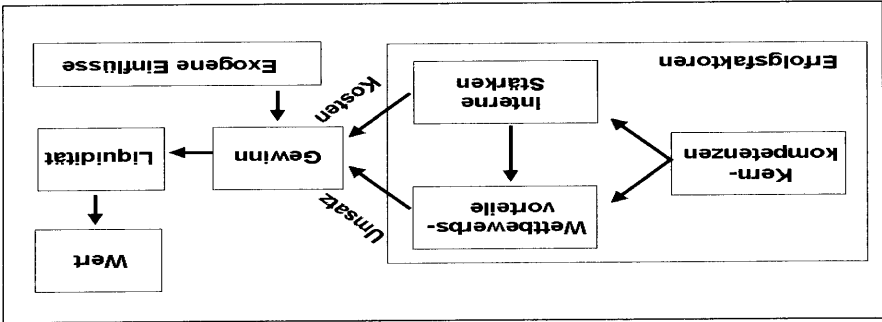 Wettbewerbs-
vorteile
Umsatz
Wert
Kern-
kompetenzen
Gewinn
Liquidität
Interne
Stärken
Kosten
Erfolgsfaktoren
Exogene Einflüsse